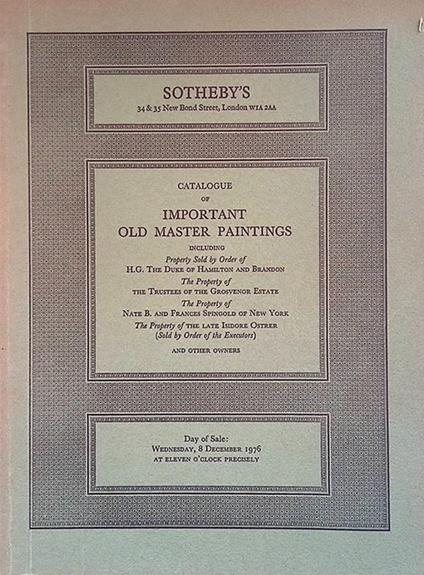 SOTHEBY'S
34 & 35 New Bond Street, London W1A 2AA
CATALOGUE
OF
IMPORTANT
OLD MASTER PAINTINGS
INCLUDING
Property Sold by Order of
H.G. THE DUKE OF HAMILTON AND BRANDON
The Property of
THE TRUSTEES OF THE GROSVENOR ESTATE
The Property of
NATE B. AND FRANCES SPINGOLD OF NEW YORK
The Property of THE LATE ISIDORE OSTRER
(Sold by Order of the Executors)
AND OTHER OWNERS
Day of Sale:
WEDNESDAY, 8 DECEMBER 1976
AT ELEVEN O'CLOCK PRECISELY